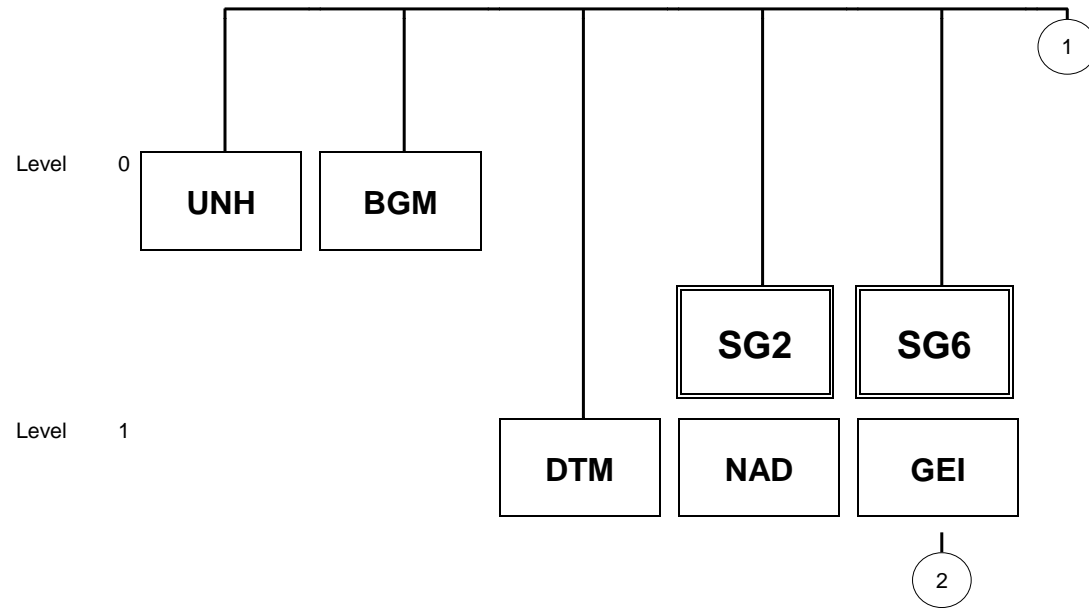 1
Level 0
UNH BGM
SG2 SG6
Level 1
DTM NAD GEI
2